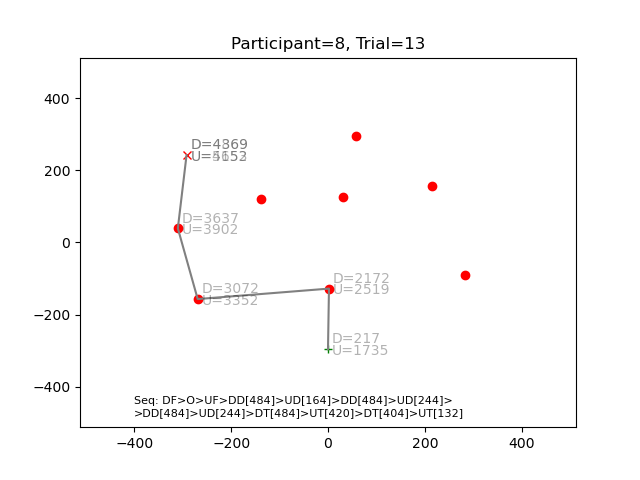 Participant=8, Trial=13
400
200
0
−200
−400
D=3637
U=3902
D=3072
U=3352
D=2172
U=2519
D=217
U=1735
Seq: DF>O>UF>DD[484]>UD[164]>DD[484]>UD[244]>
>DD[484]>UD[244]>DT[484]>UT[420]>DT[404]>UT[132]
−400
−200
0
200
400